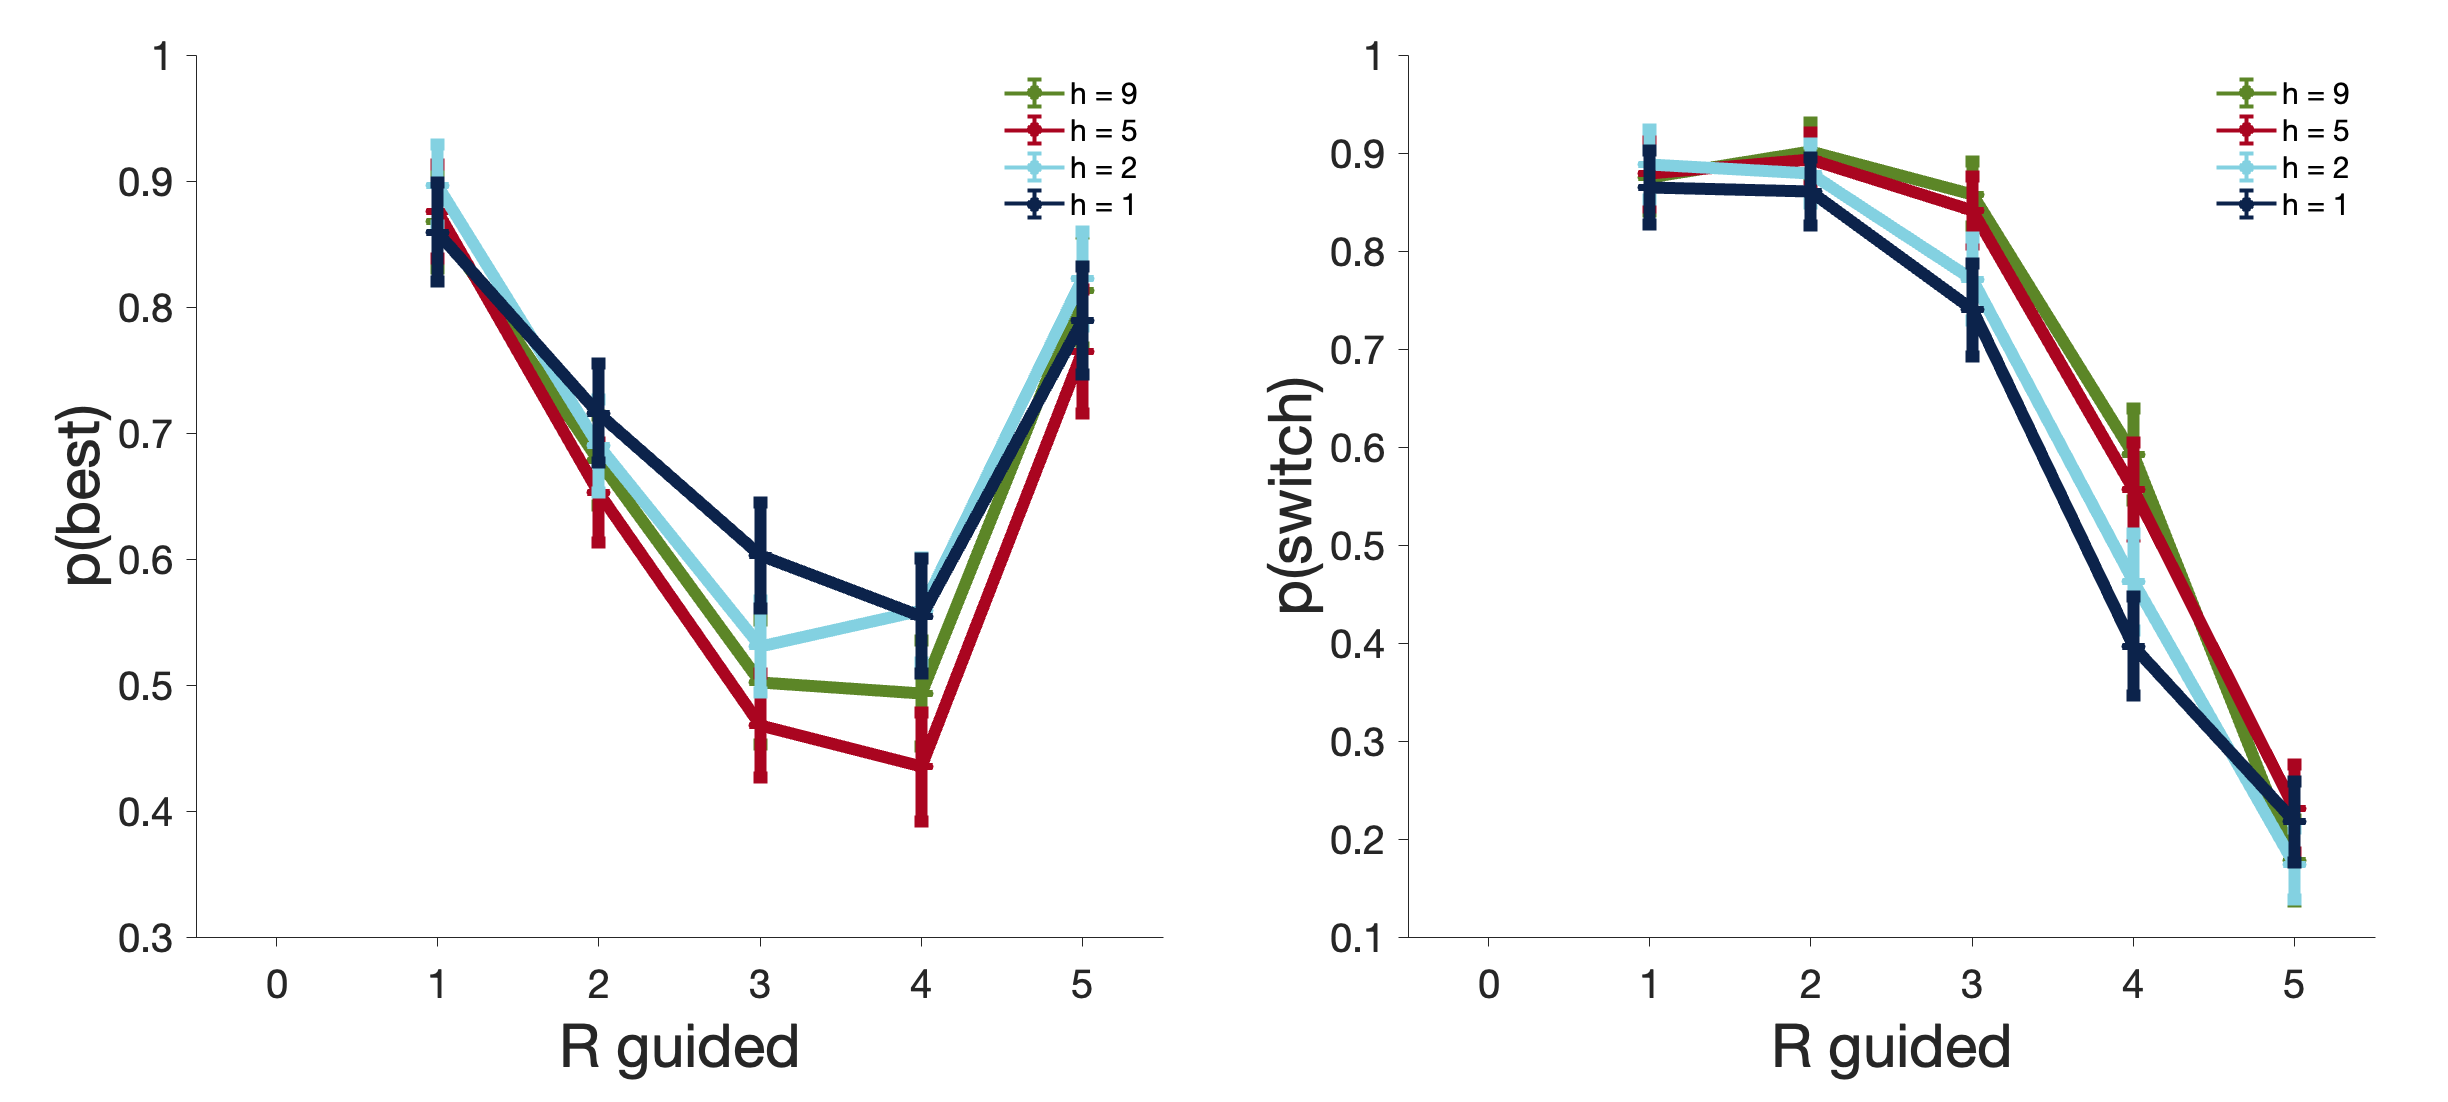 p(best)
1
0.9
0.8
0.7
0.6
0.5
0.4
0.3
0 1 2 3 4 5
R guided
h = 9
h = 5
h = 2
h = 1
p(switch)
1
0.9
0.8
0.7
0.6
0.5
0.4
0.3
0.2
0.1
0 1 2 3 4 5
R guided
h = 9
h = 5
h = 2
h = 1